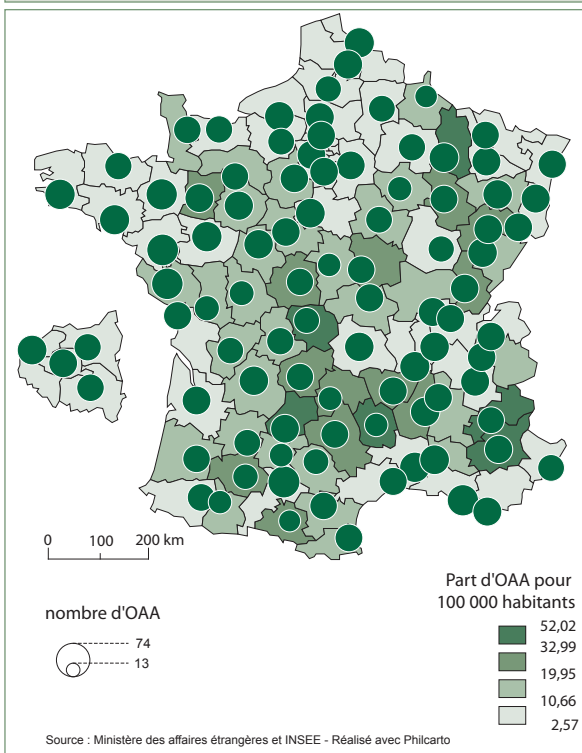 0 100 200 km
nombre d'OAA
74
13
Part d'OAA pour
100 000 habitants
52,02
32,99
19,95
10,66
2,57
Source : Ministère des affaires étrangères et INSEE - Réalisé avec Philcarto